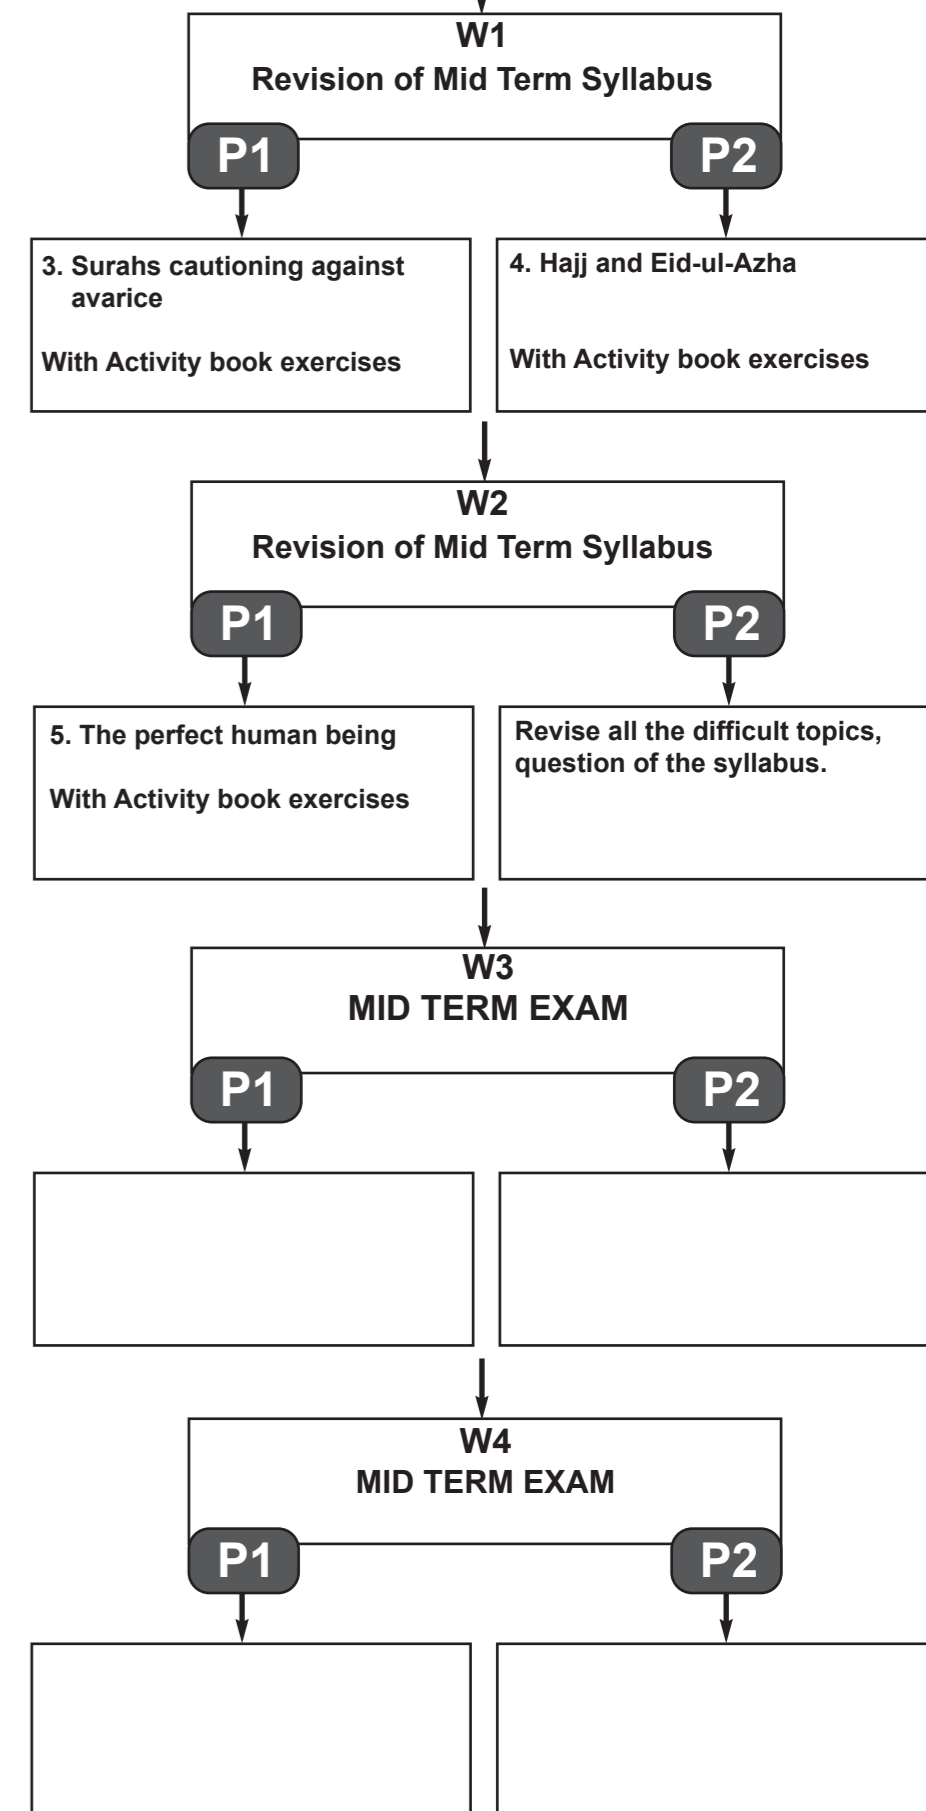 W1
Revision of Mid Term Syllabus
P1
P2
3. Surahs cautioning against
avarice
With Activity book exercises
4. Hajj and Eid-ul-Azha
With Activity book exercises
W2
Revision of Mid Term Syllabus
P1
P2
5. The perfect human being
With Activity book exercises
Revise all the difficult topics,
question of the syllabus.
W3
MID TERM EXAM
P1
P2
W4
MID TERM EXAM
P1
P2